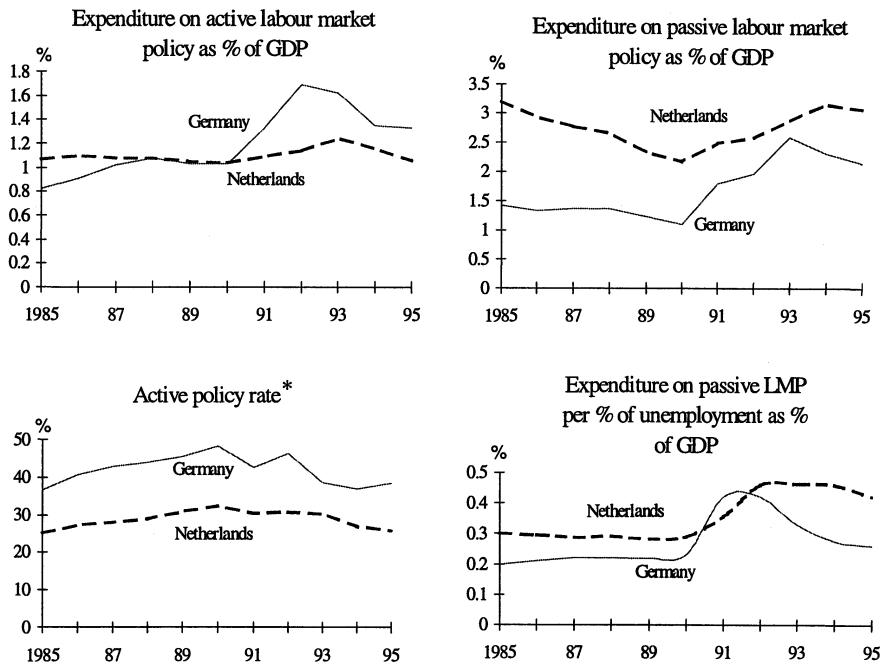 Expenditure on active labour market
policy as % of GDP
%
1.8
1.6
1.4
1.2
1
0.8
0.6
0.4
0.2
0
Germany
Netherlands
1985 87 89 91 93 95
Expenditure on passive labour market
policy as % of GDP
%
3.5
3
2.5
2
1.5
1
0.5
0
Netherlands
Germany
1985 87 89 91 93 95
Active policy rate*
%
50
40
30
20
10
0
Germany
Netherlands
1985 87 89 91 93 95
Expenditure on passive LMP
per % of unemployment as %
of GDP
%
0.5
0.4
0.3
0.2
0.1
0
Netherlands
Germany
1985 87 89 91 93 95